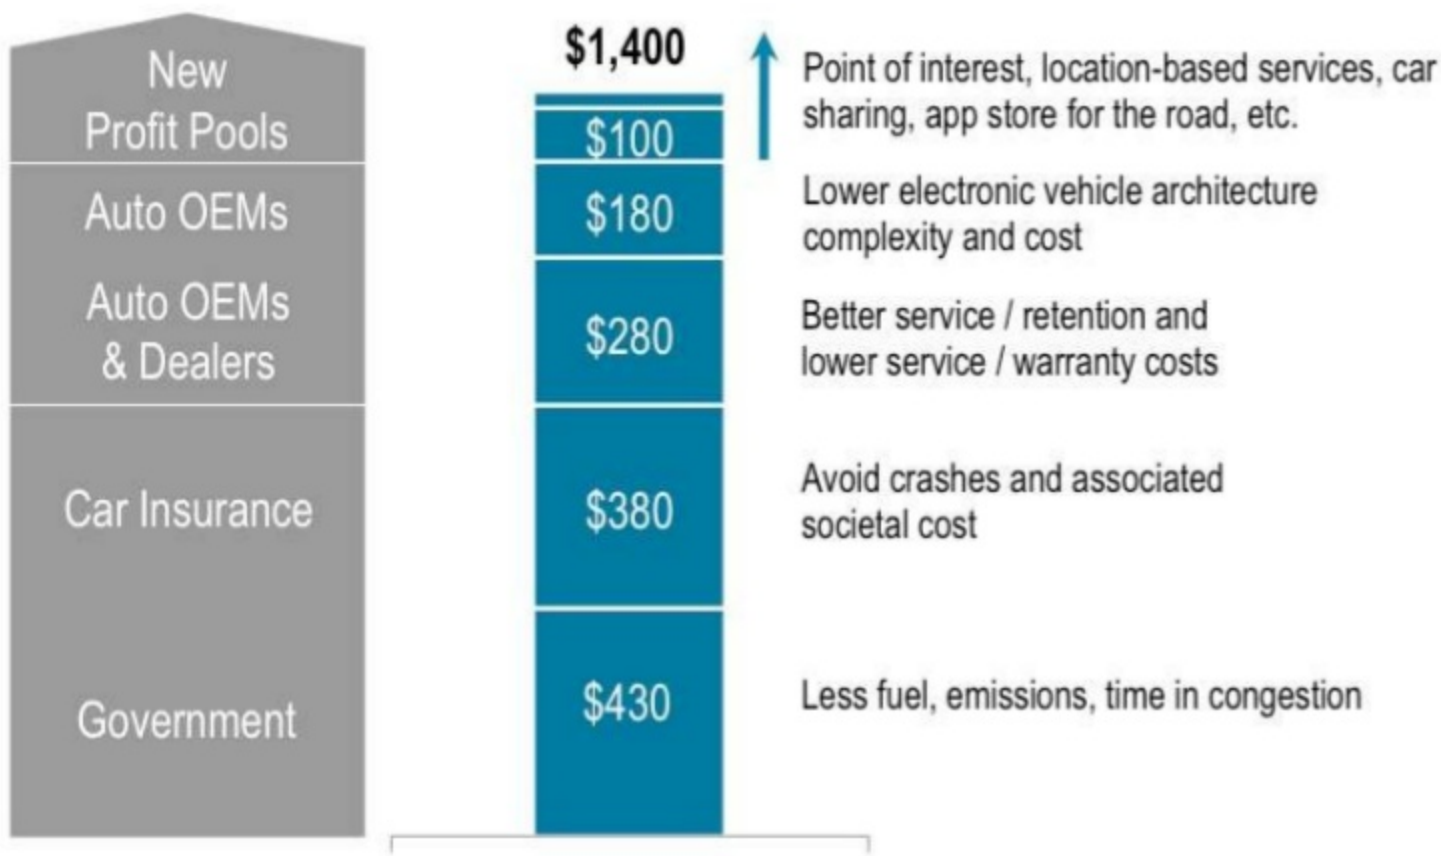 $1,400
New
Profit Pools
$100
Point of interest, location-based services, car
sharing, app store for the road, etc.
Auto OEMs
$180
Lower electronic vehicle architecture
complexity and cost
Auto OEMs
& Dealers
$280
Better service / retention and
lower service / warranty costs
Car Insurance
$380
Avoid crashes and associated
societal cost
Government
$430
Less fuel, emissions, time in congestion